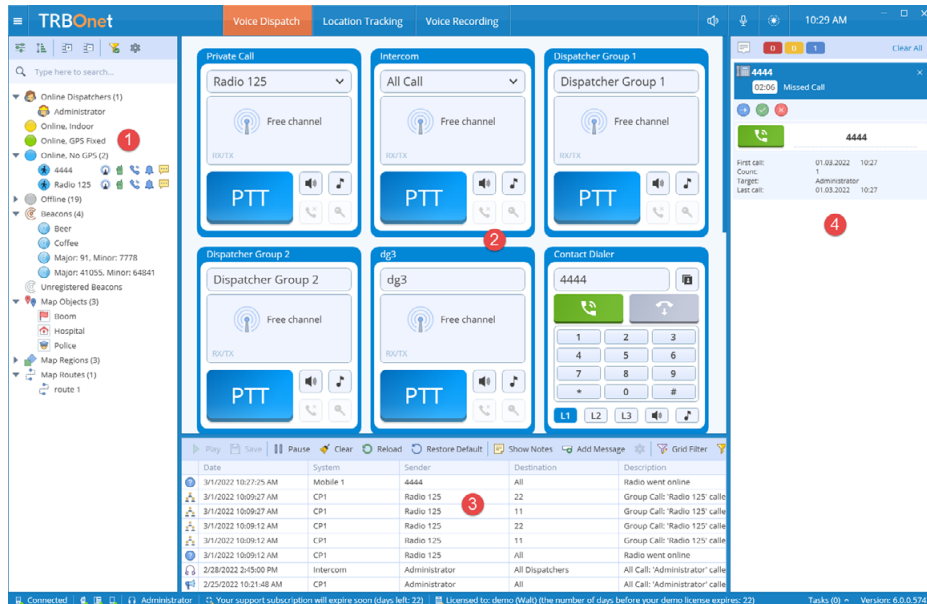 TRBOnet
Voice Dispatch
Location Tracking
Voice Recording
10:29 AM
Type here to search...
Online Dispatchers (1)
Administrator
Online, Indoor
Online, GPS Fixed
1
Online, No GPS (2)
4444
Radio 125
Offline (19)
Beacons (4)
Beer
Coffee
Major: 91, Minor: 7778
Major: 41055, Minor: 64841
Unregistered Beacons
Map Objects (3)
Boom
Hospital
Police
Map Regions (3)
Map Routes (1)
route 1
Private Call
Radio 125
Free channel
RX/TX
PTT
Intercom
All Call
Free channel
RX/TX
PTT
Dispatcher Group 1
Dispatcher Group 1
Free channel
RX/TX
PTT
2
Dispatcher Group 2
Dispatcher Group 2
Free channel
RX/TX
PTT
dg3
dg3
Free channel
RX/TX
PTT
Contact Dialer
4444
1 2 3
4 5 6
7 8 9
* 0 #
L1 L2 L3
Play Save Pause Clear Reload Restore Default Show Notes Add Message Grid Filter
Date System Sender Destination Description
3/1/2022 10:27:25 AM Mobile 1 4444 All Radio went online
3/1/2022 10:09:27 AM CP1 Radio 125 22 Group Call: 'Radio 125' calle
3/1/2022 10:09:27 AM CP1 Radio 125 11 Group Call: 'Radio 125' calle
3/1/2022 10:09:12 AM CP1 Radio 125 22 Group Call: 'Radio 125' calle
3/1/2022 10:09:12 AM CP1 Radio 125 11 Group Call: 'Radio 125' calle
3/1/2022 10:09:12 AM CP1 Radio 125 All Radio went online
2/28/2022 2:45:00 PM Intercom Administrator All Dispatchers All Call: 'Administrator' calle
2/25/2022 10:21:48 AM CP1 Administrator All All Call: 'Administrator' calle
3
0 0 1 Clear All
4444
02:06 Missed Call
4444
First call: 01.03.2022 10:27
Count: 1
Target: Administrator
Last call: 01.03.2022 10:27
4
Connected Administrator Your support subscription will expire soon (days left: 22) Licensed to: demo (Walt) (the number of days before your demo license expires: 22) Tasks (0) Version: 6.0.0.574